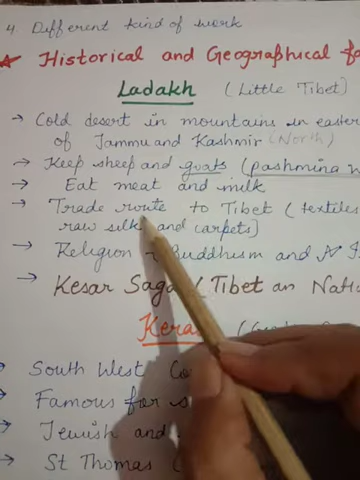 4 Different kind of work
Historical and Geographical
Ladakh (Little Tibet)
→ Cold desert in mountains in
of Jammu and Kashmir (North)
→ Keep sheep and goats (pashmina
→ Eat meat and milk
→ Trade route to Tibet (textiles
raw silk and carpets)
→ Religion - Buddhism and
→ Kesar Saga (Tibet an
South West
→ Famous for
→ Jewish and
→ St Thomas (